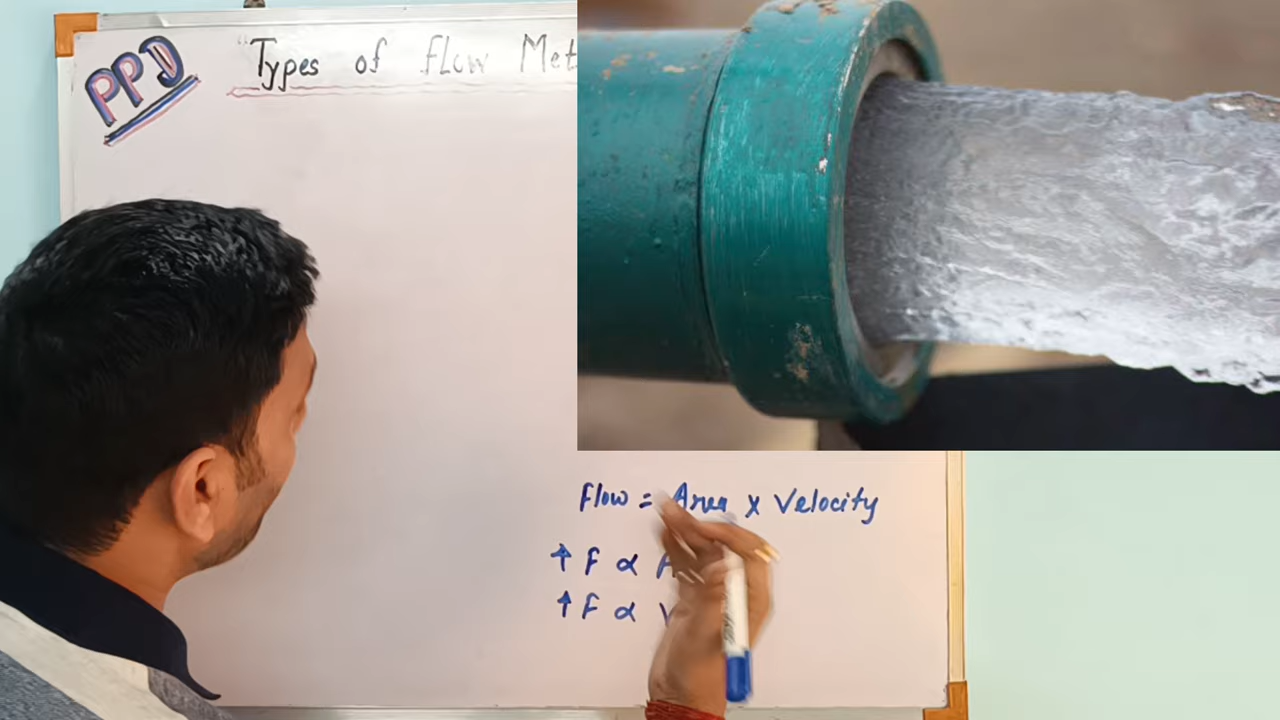 PPD
"Types of flow Met
Flow = Area x Velocity
↑ F ∝ A
↑ F ∝ V